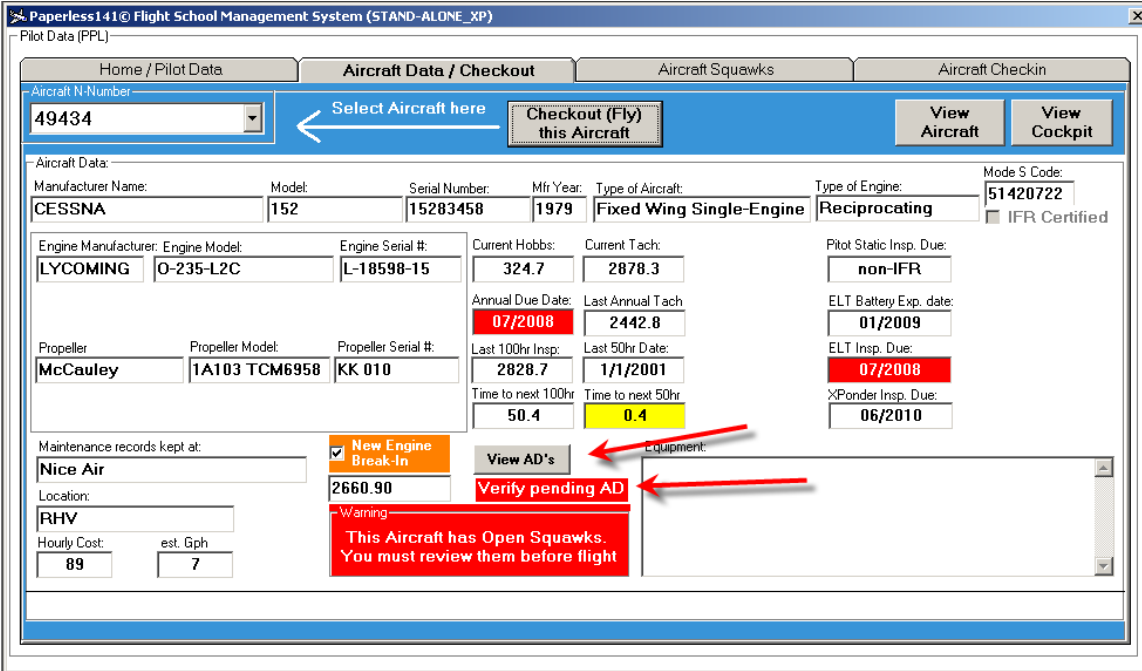 Paperless141© Flight School Management System (STAND-ALONE_XP)
Pilot Data (PPL)
Home / Pilot Data
Aircraft Data / Checkout
Aircraft Squawks
Aircraft Checkin
Aircraft N-Number
49434
Select Aircraft here
Checkout (Fly)
this Aircraft
View
Aircraft
View
Cockpit
Aircraft Data:
Manufacturer Name:
Model:
Serial Number:
Mfr Year:
Type of Aircraft:
Type of Engine:
Mode S Code:
CESSNA
152
15283458
1979
Fixed Wing Single-Engine
Reciprocating
51420722
IFR Certified
Engine Manufacturer:
Engine Model:
Engine Serial #:
Current Hobbs:
Current Tach:
Pitot Static Insp. Due:
LYCOMING
O-235-L2C
L-18598-15
324.7
2878.3
non-IFR
Annual Due Date:
Last Annual Tach
ELT Battery Exp. date:
07/2008
2442.8
01/2009
Propeller
Propeller Model:
Propeller Serial #:
Last 100hr Insp:
Last 50hr Date:
ELT Insp. Due:
McCauley
1A103 TCM6958
KK 010
2828.7
1/1/2001
07/2008
Time to next 100hr
Time to next 50hr
XPonder Insp. Due:
50.4
0.4
06/2010
Maintenance records kept at:
New Engine
Break-In
View AD's
Equipment:
Nice Air
2660.90
Verify pending AD
Location:
RHV
Warning
This Aircraft has Open Squawks.
You must review them before flight
Hourly Cost:
est. Gph
89
7